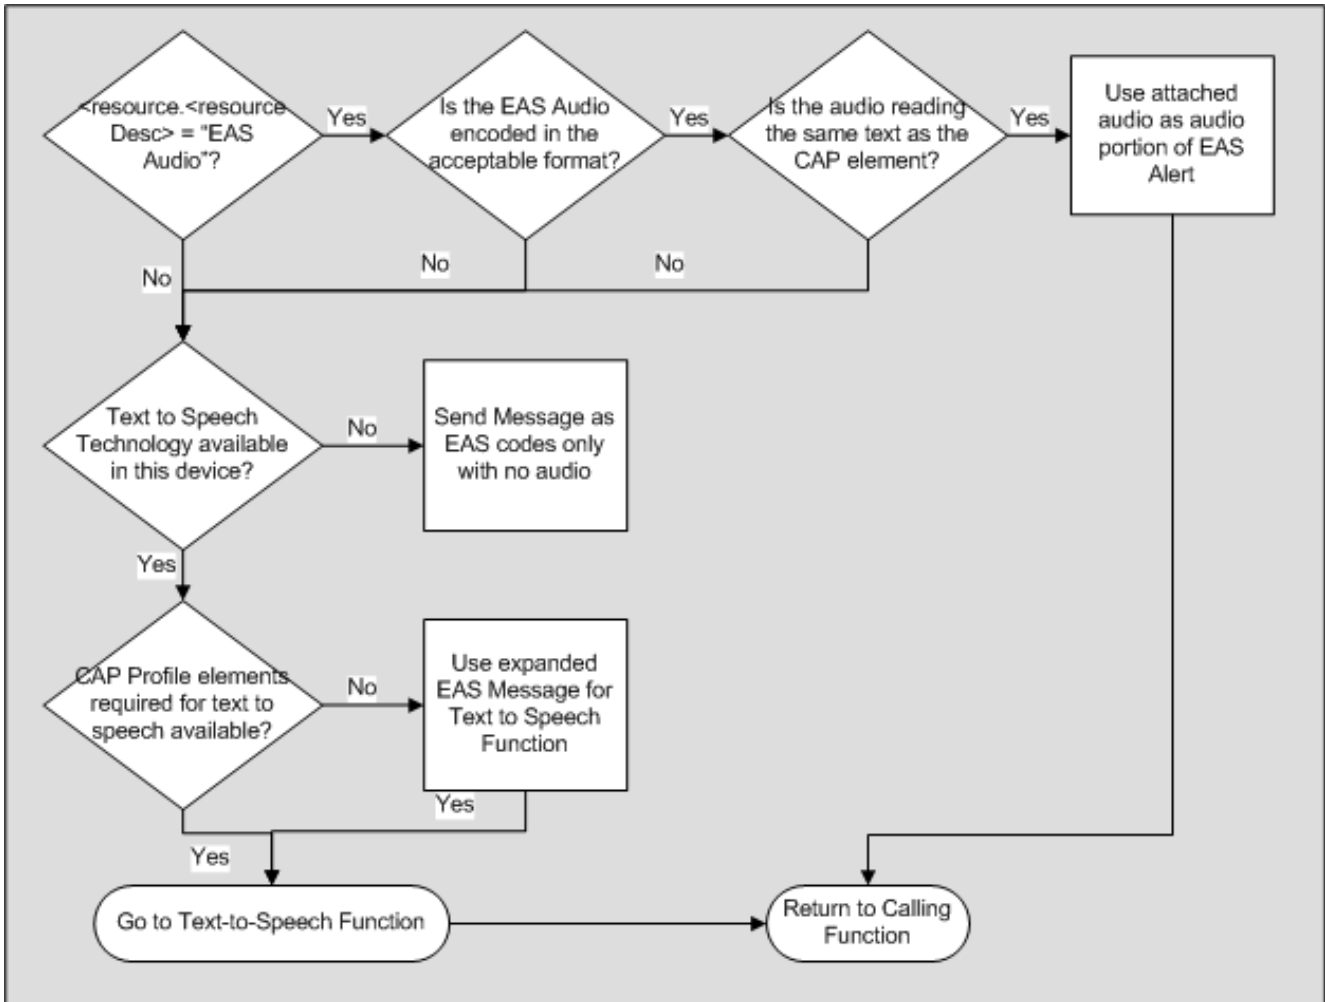 <resource.<resource
Desc> = "EAS
Audio"?
Yes
Is the EAS Audio
encoded in the
acceptable format?
Yes
Is the audio reading
the same text as the
CAP element?
Yes
Use attached
audio as audio
portion of EAS
Alert
No
No
No
Text to Speech
Technology available
in this device?
No
Send Message as
EAS codes only
with no audio
Yes
CAP Profile elements
required for text to
speech available?
No
Use expanded
EAS Message for
Text to Speech
Function
Yes
Yes
Go to Text-to-Speech Function
Return to Calling
Function